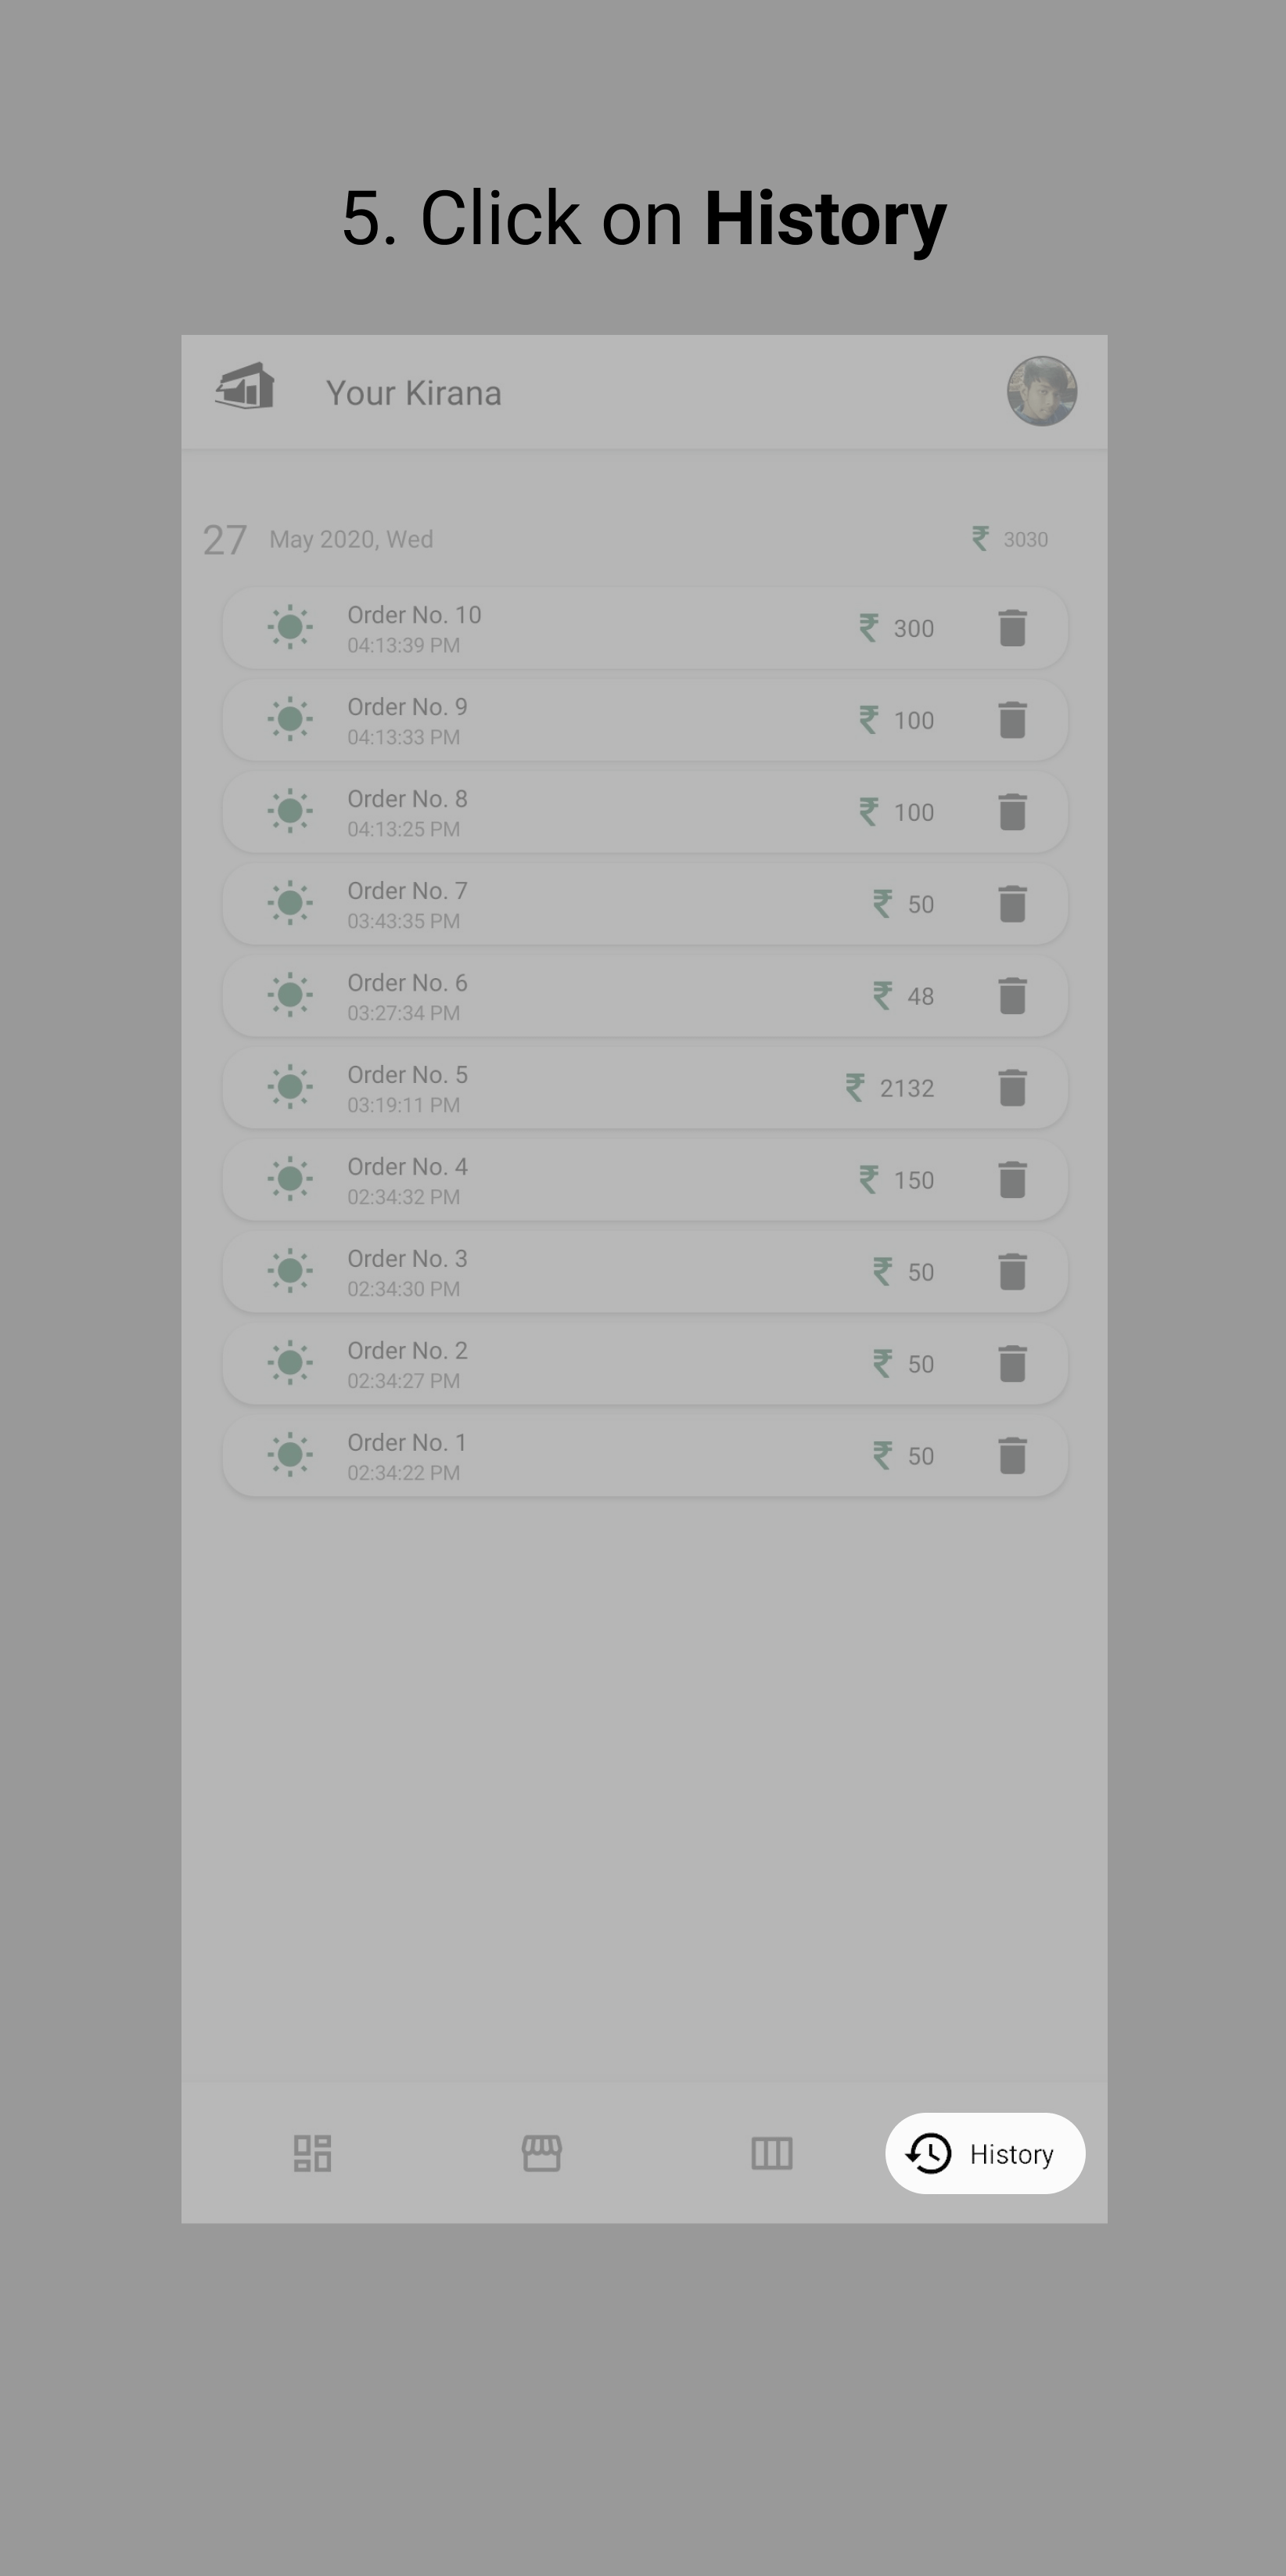 5. Click on History
Your Kirana
27 May 2020, Wed ₹ 3030
Order No. 10 ₹ 300
04:13:39 PM
Order No. 9 ₹ 100
04:13:33 PM
Order No. 8 ₹ 100
04:13:25 PM
Order No. 7 ₹ 50
03:43:35 PM
Order No. 6 ₹ 48
03:27:34 PM
Order No. 5 ₹ 2132
03:19:11 PM
Order No. 4 ₹ 150
02:34:32 PM
Order No. 3 ₹ 50
02:34:30 PM
Order No. 2 ₹ 50
02:34:27 PM
Order No. 1 ₹ 50
02:34:22 PM
History